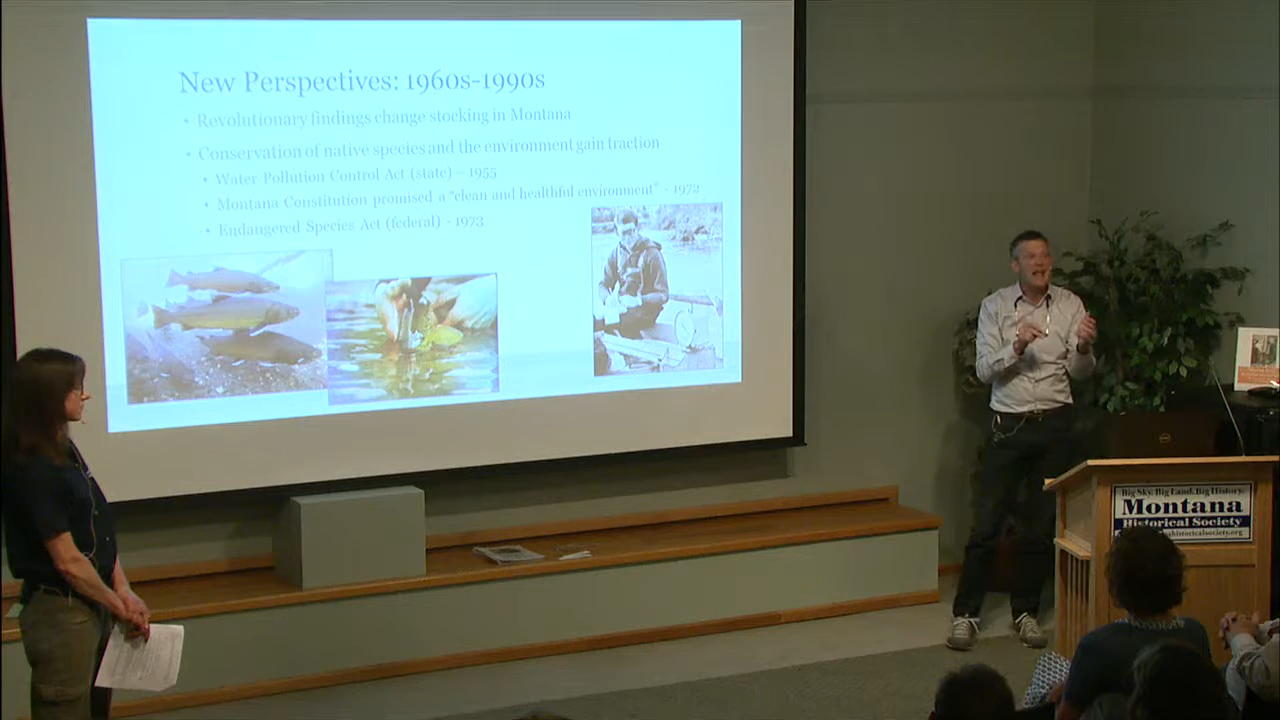 New Perspectives: 1960s-1990s
• Revolutionary findings change stocking in Montana
• Conservation of native species and the environment gain traction
• Water Pollution Control Act (state) – 1955
• Montana Constitution promised a "clean and healthful environment" - 1972
• Endangered Species Act (federal) - 1973
Big Sky. Big Land. Big History.
Montana
Historical Society